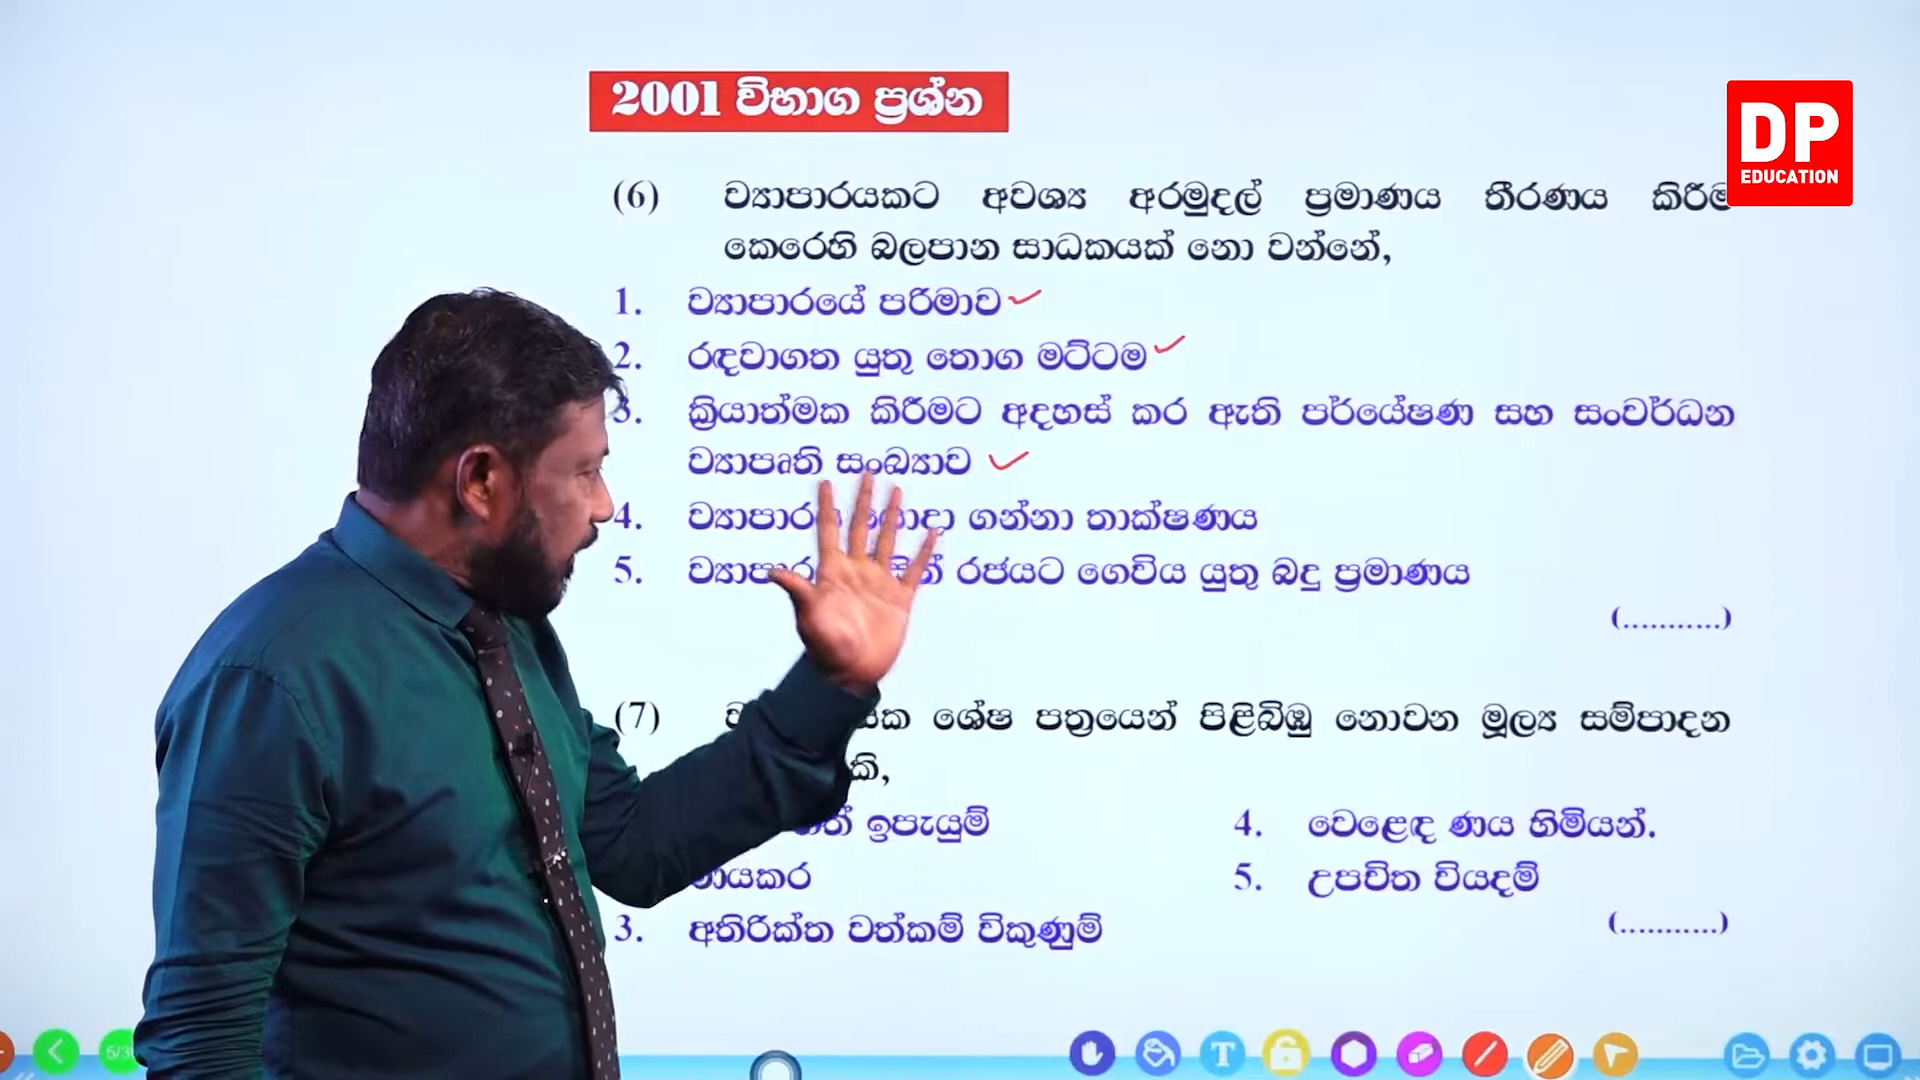 2001 විභාග ප්‍රශ්න
DP
EDUCATION
(6) ව්‍යාපාරයකට අවශ්‍ය අරමුදල් ප්‍රමාණය තීරණය කිරීම
කෙරෙහි බලපාන සාධකයක් නො වන්නේ,
1. ව්‍යාපාරයේ පරිමාව
2. රඳවාගත යුතු තොග මට්ටම
3. ක්‍රියාත්මක කිරීමට අදහස් කර ඇති පර්යේෂණ සහ සංවර්ධන
ව්‍යාපෘති සංඛ්‍යාව
4. ගන්නා තාක්ෂණය
5. රජයට ගෙවිය යුතු බදු ප්‍රමාණය
(...........)
(7) ශේෂ පත්‍රයෙන් පිළිබිඹු නොවන මූල්‍ය සම්පාදන
ඉපැයුම් 4. වෙළෙඳ ණය හිමියන්.
ණයකර 5. උපචිත වියදම්
3. අතිරික්ත වත්කම් විකුණුම් (...........)
T